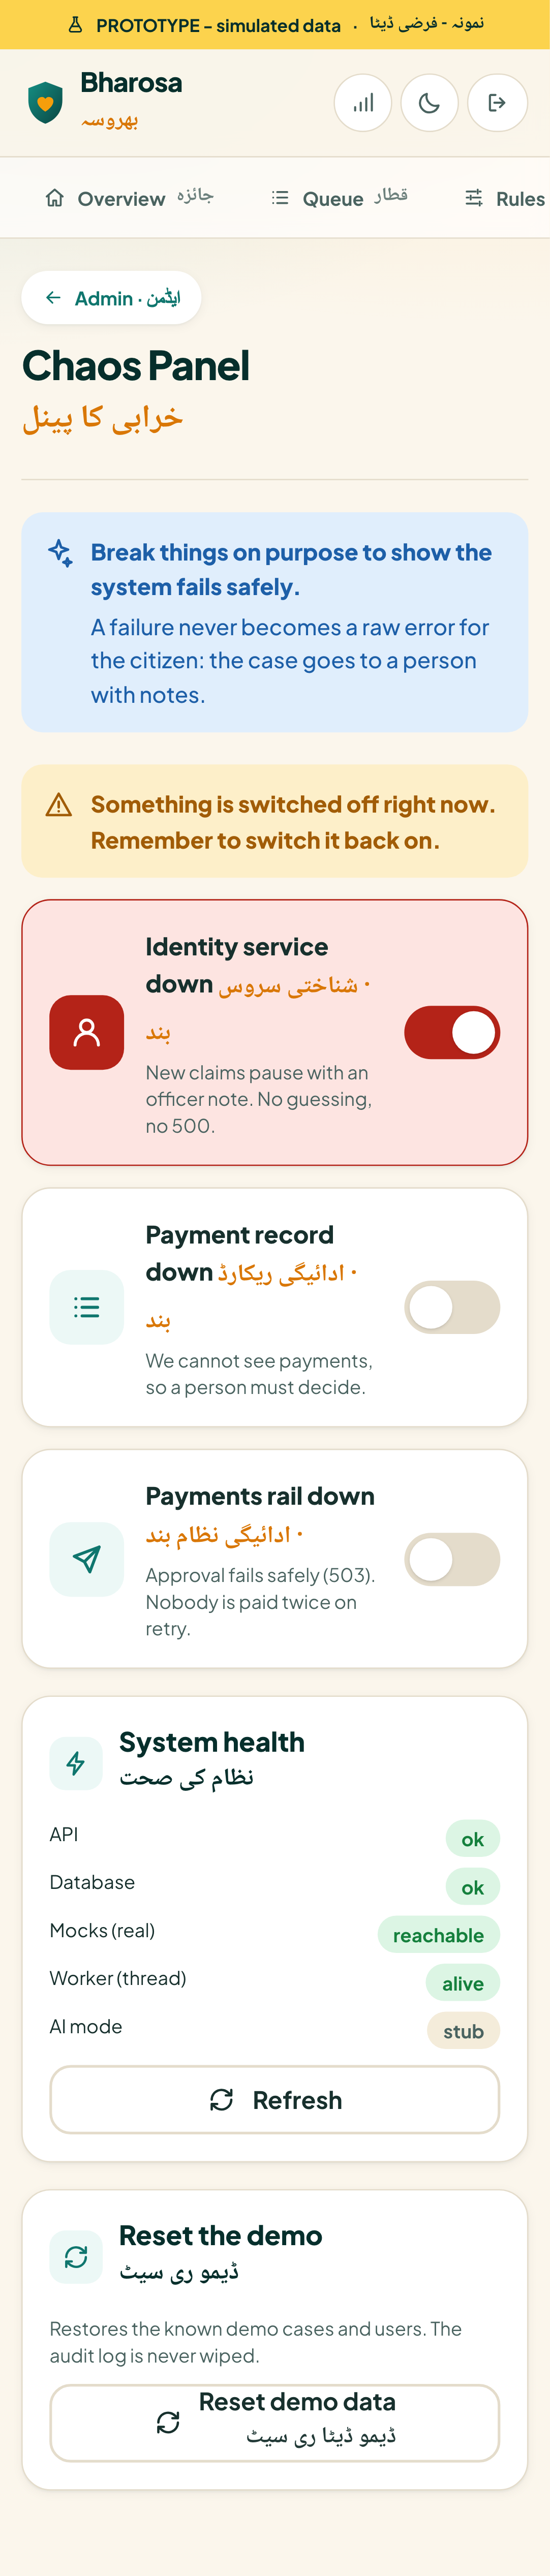 PROTOTYPE - simulated data · نمونہ - فرضی ڈیٹا
Bharosa
بھروسہ
Overview جائزہ
Queue قطار
Rules
Admin · ایڈمن
Chaos Panel
خرابی کا پینل
Break things on purpose to show the
system fails safely.
A failure never becomes a raw error for
the citizen: the case goes to a person
with notes.
Something is switched off right now.
Remember to switch it back on.
Identity service
down · شناختی سروس
بند
New claims pause with an
officer note. No guessing,
no 500.
Payment record
down · ادائیگی ریکارڈ
بند
We cannot see payments,
so a person must decide.
Payments rail down
· ادائیگی نظام بند
Approval fails safely (503).
Nobody is paid twice on
retry.
System health
نظام کی صحت
API ok
Database ok
Mocks (real) reachable
Worker (thread) alive
AI mode stub
Refresh
Reset the demo
ڈیمو ری سیٹ
Restores the known demo cases and users. The
audit log is never wiped.
Reset demo data
ڈیمو ڈیٹا ری سیٹ